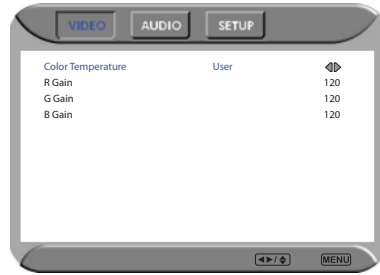 VIDEO AUDIO SETUP
Color Temperature User
R Gain 120
G Gain 120
B Gain 120
MENU